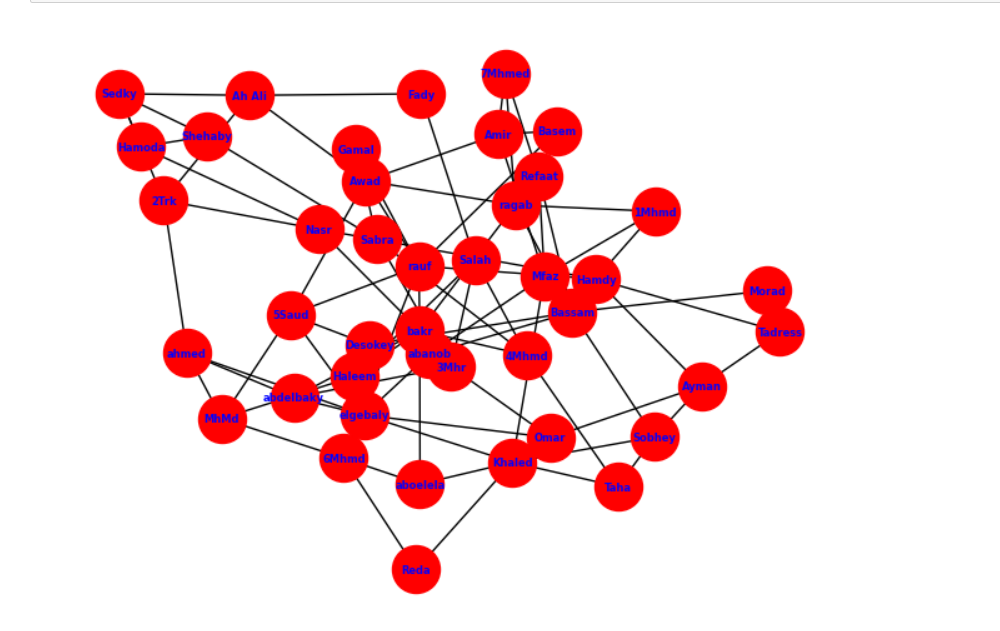 7Mhmed
Sedky
Ah Ali
Fady
Amir
Basem
Shehaby
Hamoda
Gamal
Refaat
Awad
2Trk
ragab
1Mhmd
Nasr
Sabra
rauf
Salah
Mfaz
Hamdy
Morad
Bassam
5Saud
Tadress
bakr
Desokey
abanob
ahmed
4Mhmd
3Mhr
Haleem
Ayman
abdelbaky
MhMd
elgebaly
Omar
Sobhey
6Mhmd
Khaled
aboelela
Taha
Reda